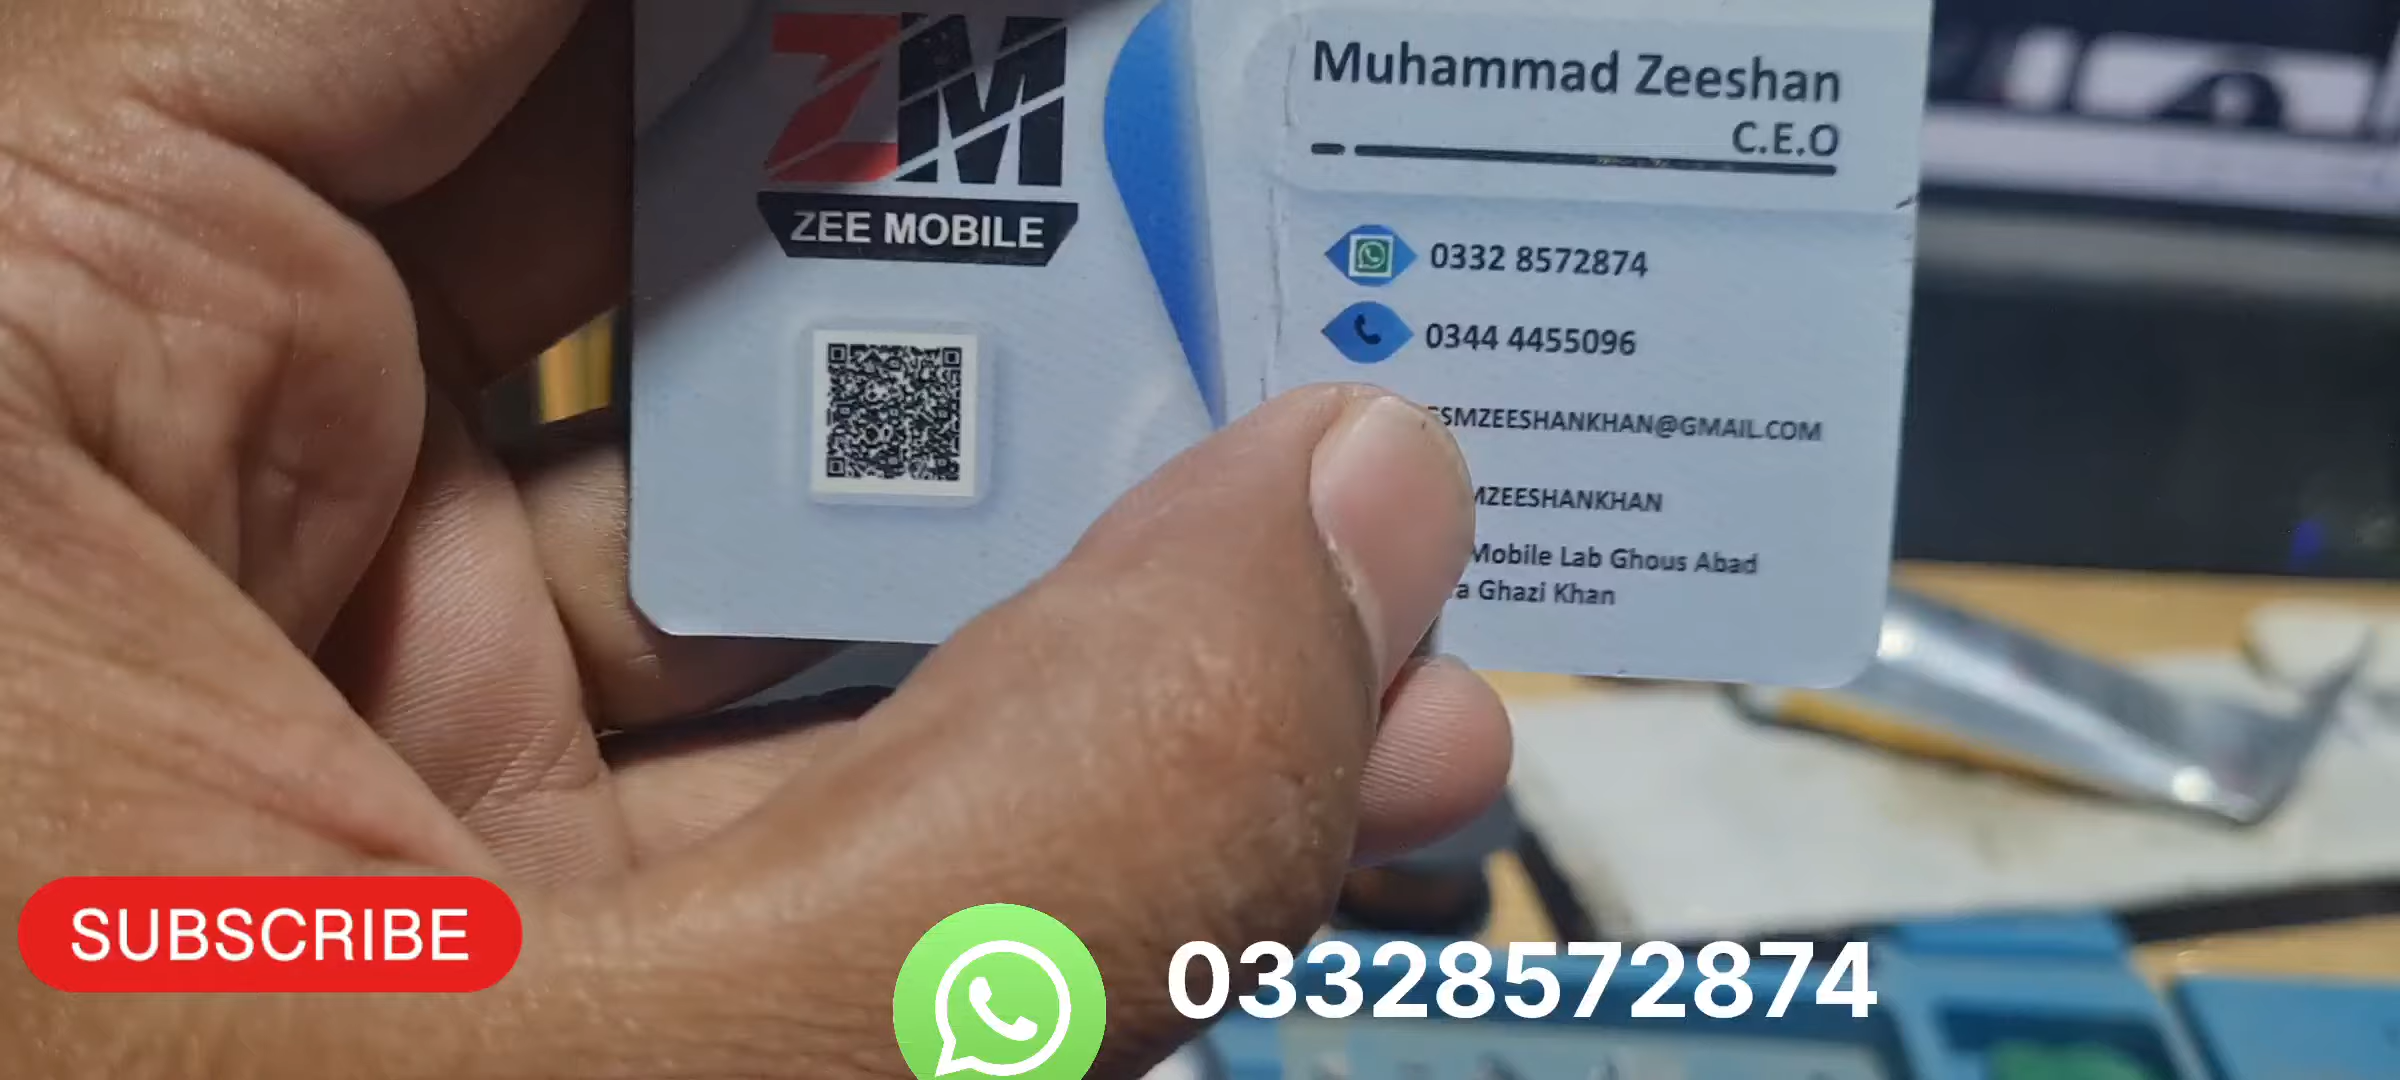 ZM
ZEE MOBILE
Muhammad Zeeshan
C.E.O
0332 8572874
0344 4455096
SMZEESHANKHAN@GMAIL.COM
MZEESHANKHAN
Mobile Lab Ghous Abad
a Ghazi Khan
SUBSCRIBE
03328572874